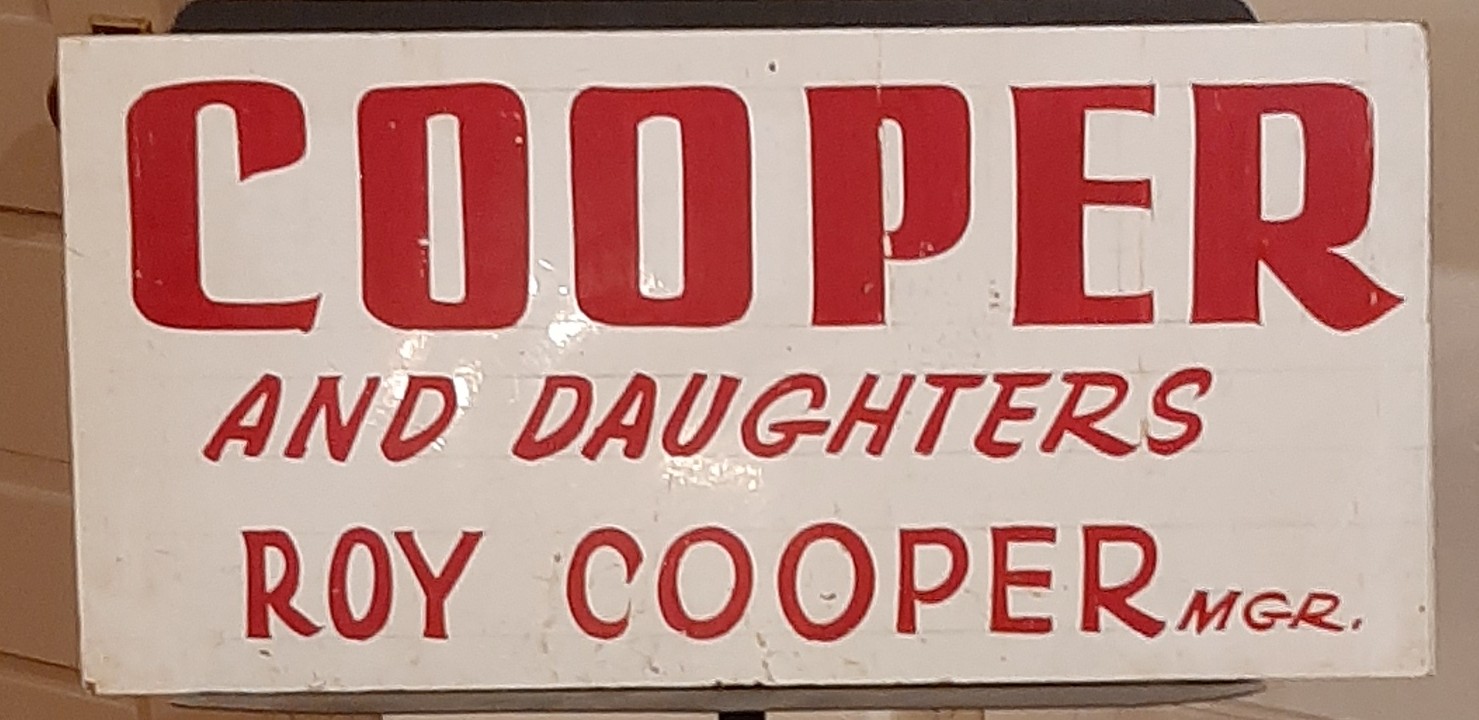 COOPER
AND DAUGHTERS
ROY COOPER MGR.